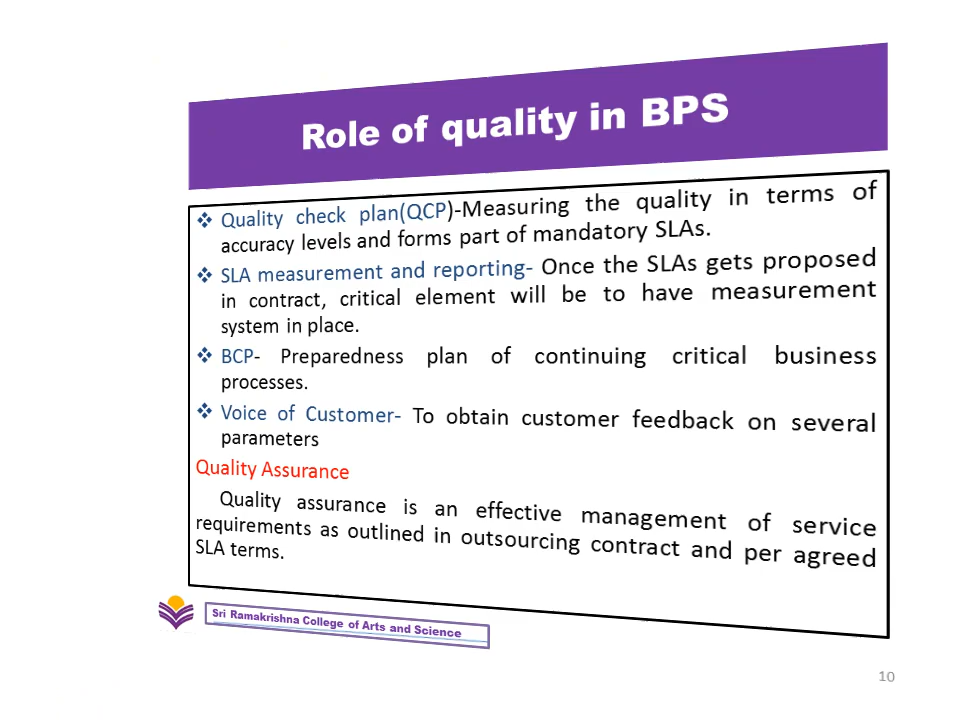 Role of quality in BPS
❖ Quality check plan(QCP)-Measuring the quality in terms of
accuracy levels and forms part of mandatory SLAs.
❖ SLA measurement and reporting- Once the SLAs gets proposed
in contract, critical element will be to have measurement
system in place.
❖ BCP- Preparedness plan of continuing critical business
processes.
❖ Voice of Customer- To obtain customer feedback on several
parameters
Quality Assurance
Quality assurance is an effective management of service
requirements as outlined in outsourcing contract and per agreed
SLA terms.
Sri Ramakrishna College of Arts and Science
10